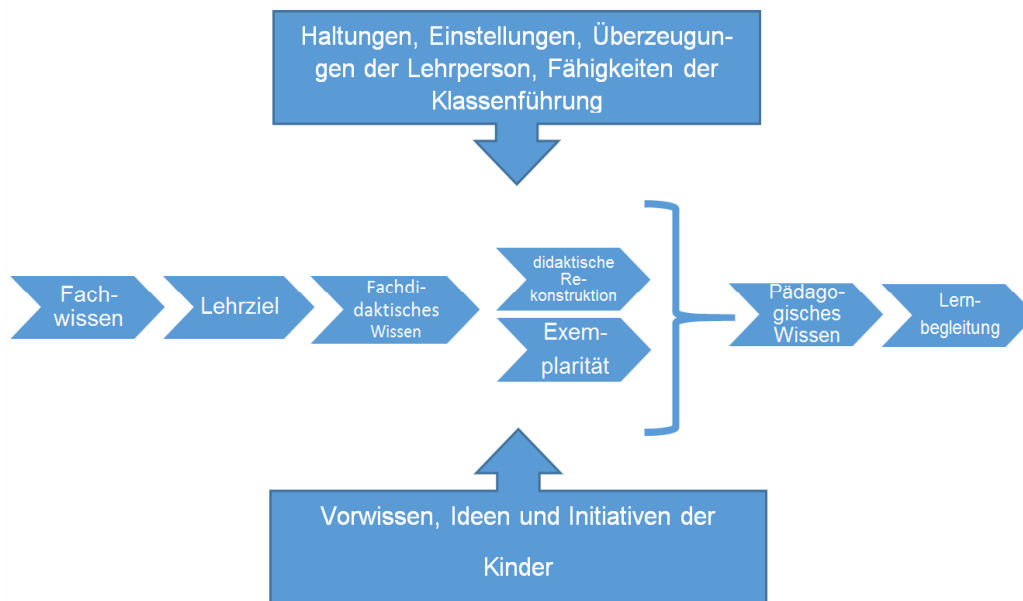 Haltungen, Einstellungen, Überzeugun-
gen der Lehrperson, Fähigkeiten der
Klassenführung
Fach-
wissen
Lehrziel
Fachdi-
daktisches
Wissen
didaktische
Re-
konstruktion
Exem-
plarität
Pädago-
gisches
Wissen
Lern-
begleitung
Vorwissen, Ideen und Initiativen der
Kinder